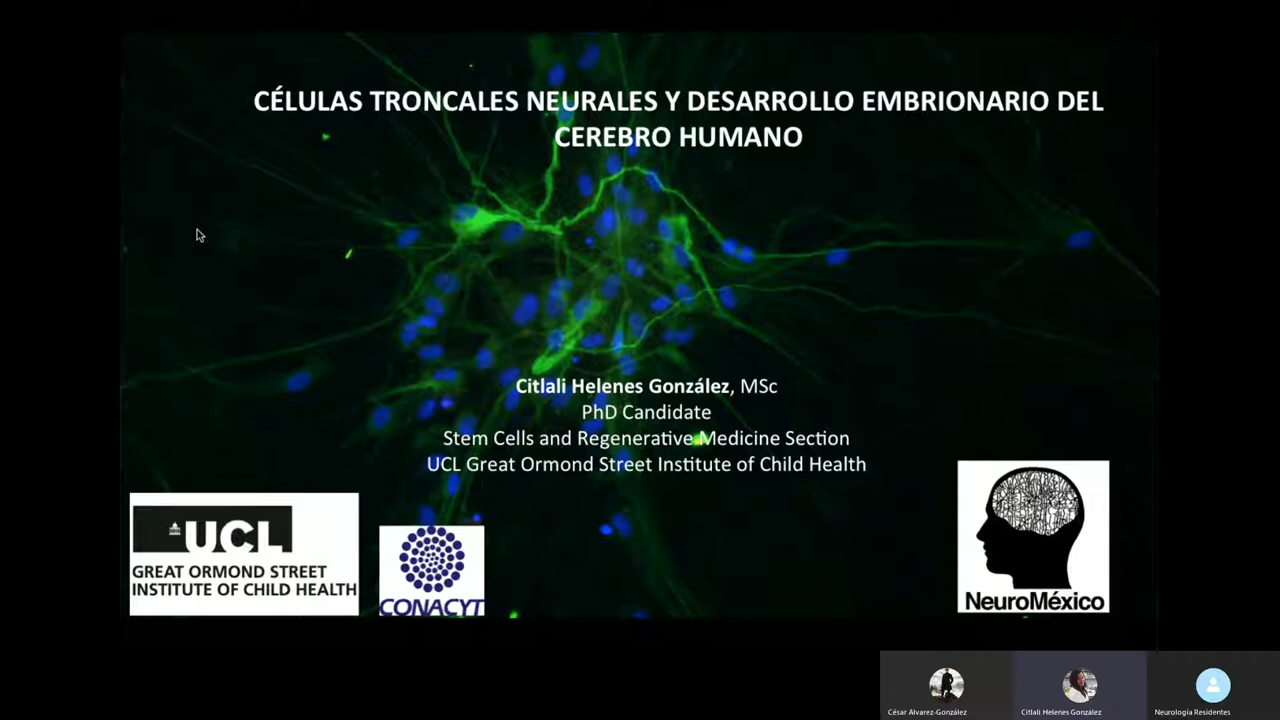 CÉLULAS TRONCALES NEURALES Y DESARROLLO EMBRIONARIO DEL
CEREBRO HUMANO
Citlali Helenes González, MSc
PhD Candidate
Stem Cells and Regenerative Medicine Section
UCL Great Ormond Street Institute of Child Health
UCL
GREAT ORMOND STREET
INSTITUTE OF CHILD HEALTH
CONACYT
NeuroMéxico
César Alvarez-González
Citlali Helenes González
Neurología Residentes